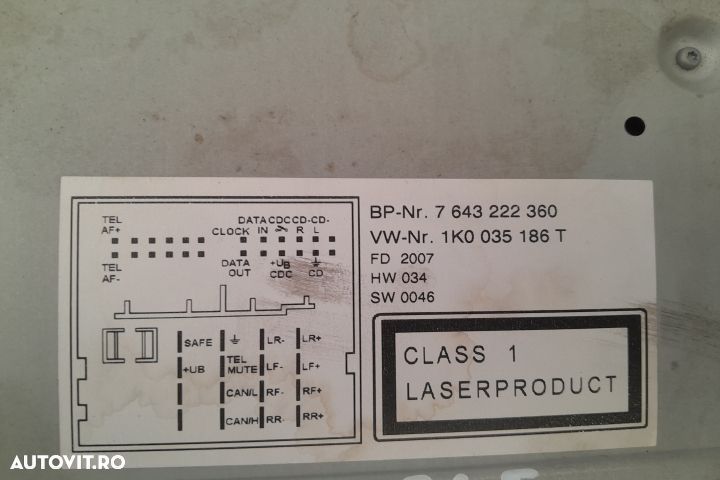 TEL AF+
DATA CDC CD- CD-
CLOCK IN R L
TEL AF-
DATA OUT +UB CDC CD
SAFE LR- LR+
+UB TEL MUTE LF- LF+
CAN/L RF- RF+
CAN/H RR- RR+
BP-Nr. 7 643 222 360
VW-Nr. 1K0 035 186 T
FD 2007
HW 034
SW 0046
CLASS 1
LASERPRODUCT
AUTOVIT.RO